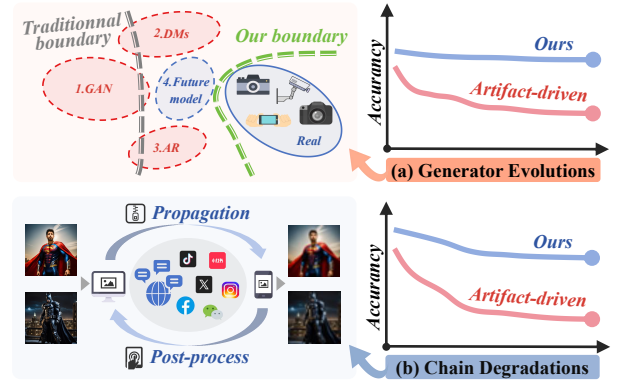 Traditionnal
boundary
2.DMs
Our boundary
1.GAN
4.Future
model
3.AR
Real
Accurancy
Ours
Artifact-driven
(a) Generator Evolutions
Propagation
X
Post-process
Accurancy
Ours
Artifact-driven
(b) Chain Degradations